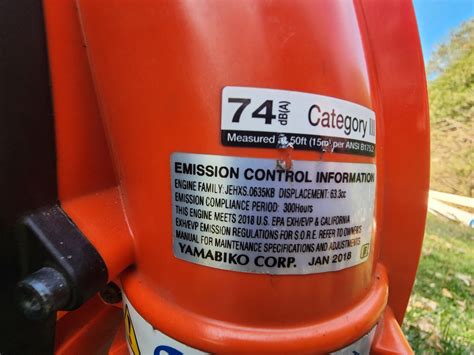 74 dB(A) Category III
Measured at 50ft (15m) per ANSI B175.2
EMISSION CONTROL INFORMATION
ENGINE FAMILY: JEHXS.0635KB DISPLACEMENT: 63.3cc
EMISSION COMPLIANCE PERIOD: 300Hours
THIS ENGINE MEETS 2018 U.S. EPA EXH/EVP & CALIFORNIA
EXH/EVP EMISSION REGULATIONS FOR S.O.R.E. REFER TO OWNER'S
MANUAL FOR MAINTENANCE SPECIFICATIONS AND ADJUSTMENTS.
YAMABIKO CORP. JAN 2018